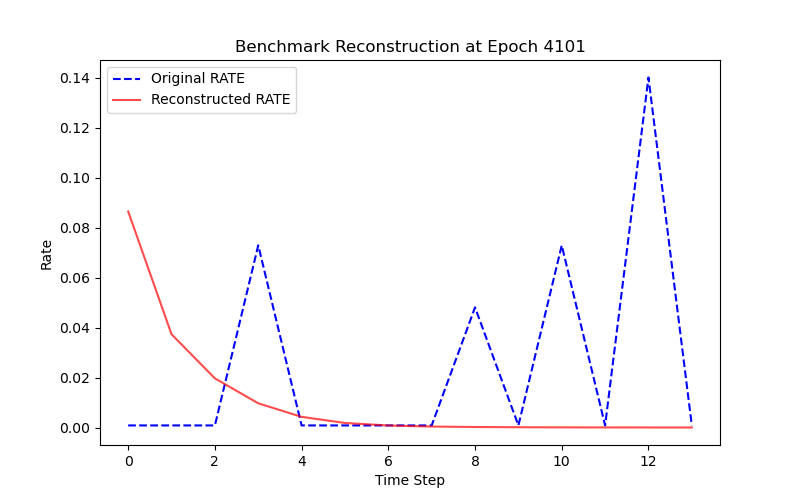 Benchmark Reconstruction at Epoch 4101
Original RATE
Reconstructed RATE
0.14
0.12
0.10
0.08
0.06
0.04
0.02
0.00
Rate
0 2 4 6 8 10 12
Time Step